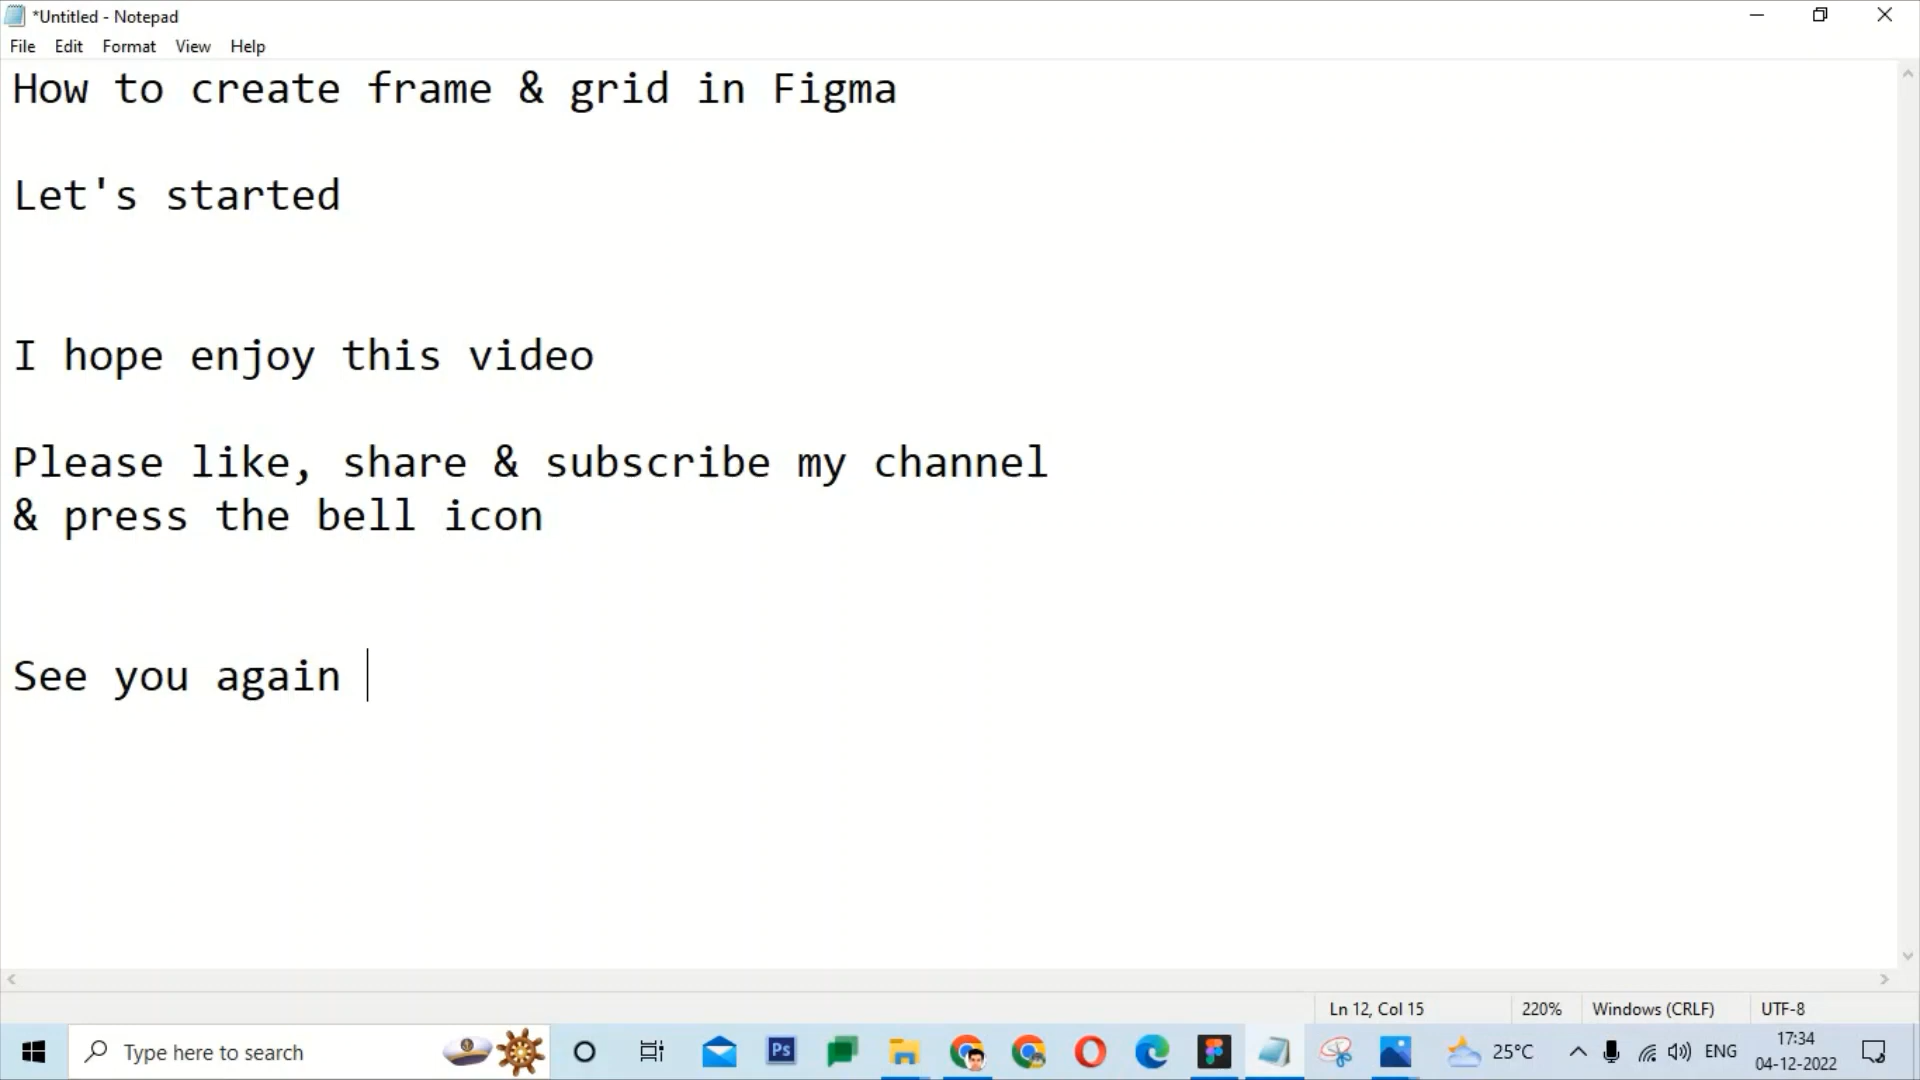 *Untitled - Notepad
File Edit Format View Help
How to create frame & grid in Figma
Let's started
I hope enjoy this video
Please like, share & subscribe my channel
& press the bell icon
See you again
Ln 12, Col 15 220% Windows (CRLF) UTF-8
Type here to search Ps 25°C ENG 17:34
04-12-2022